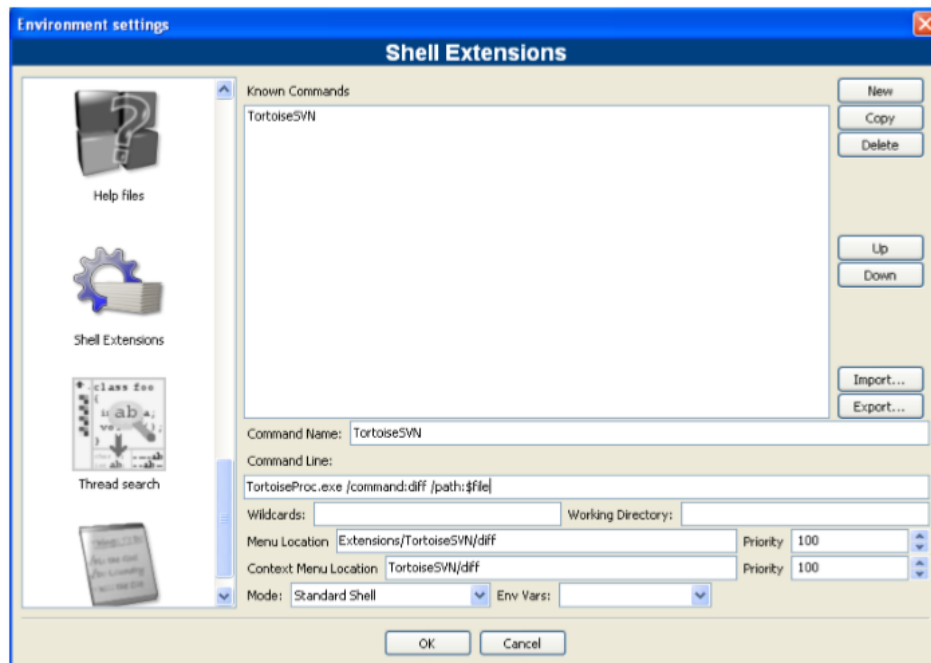 Environment settings
Shell Extensions
Help files
Shell Extensions
class foo
{
ab a;
();
}
ab
Thread search
Known Commands
TortoiseSVN
New
Copy
Delete
Up
Down
Import...
Export...
Command Name: TortoiseSVN
Command Line:
TortoiseProc.exe /command:diff /path:$file
Wildcards: Working Directory:
Menu Location Extensions/TortoiseSVN/diff Priority 100
Context Menu Location TortoiseSVN/diff Priority 100
Mode: Standard Shell Env Vars:
OK Cancel